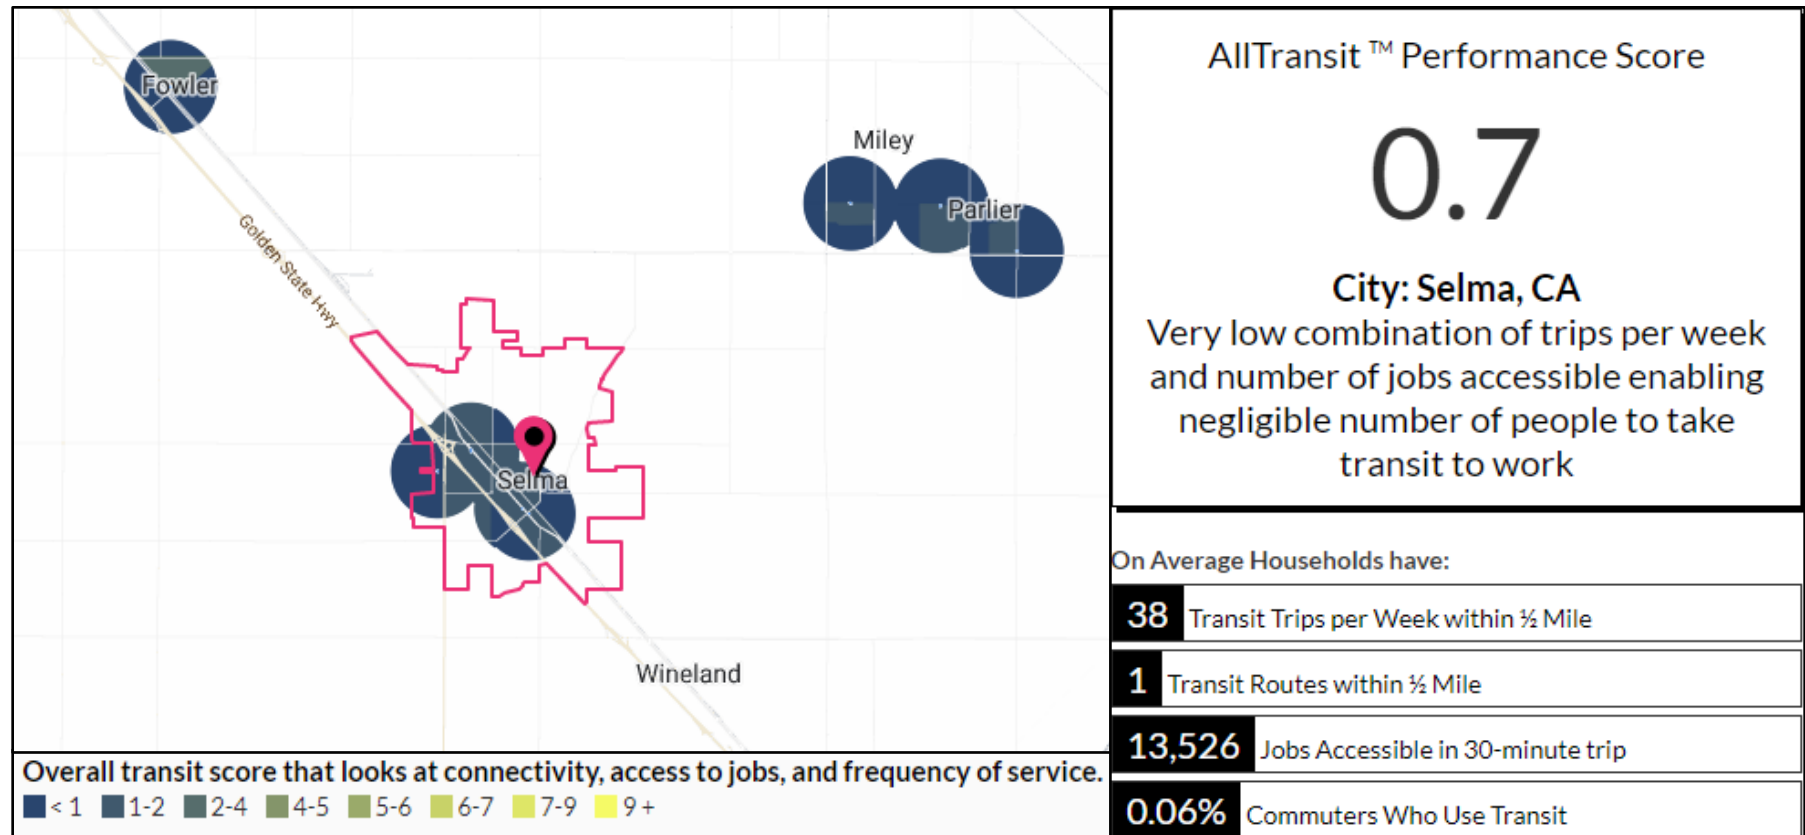 Fowler
Golden State Hwy
Miley
Parlier
Selma
Wineland
Overall transit score that looks at connectivity, access to jobs, and frequency of service.
< 1 1-2 2-4 4-5 5-6 6-7 7-9 9 +
AllTransit ™ Performance Score
0.7
City: Selma, CA
Very low combination of trips per week
and number of jobs accessible enabling
negligible number of people to take
transit to work
On Average Households have:
38 Transit Trips per Week within ½ Mile
1 Transit Routes within ½ Mile
13,526 Jobs Accessible in 30-minute trip
0.06% Commuters Who Use Transit